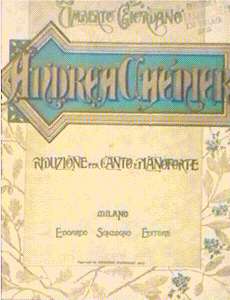 UMBERTO GIORDANO
ANDREA CHÉNIER
RIDUZIONE PER CANTO E PIANOFORTE
MILANO
EDOARDO SONZOGNO EDITORE